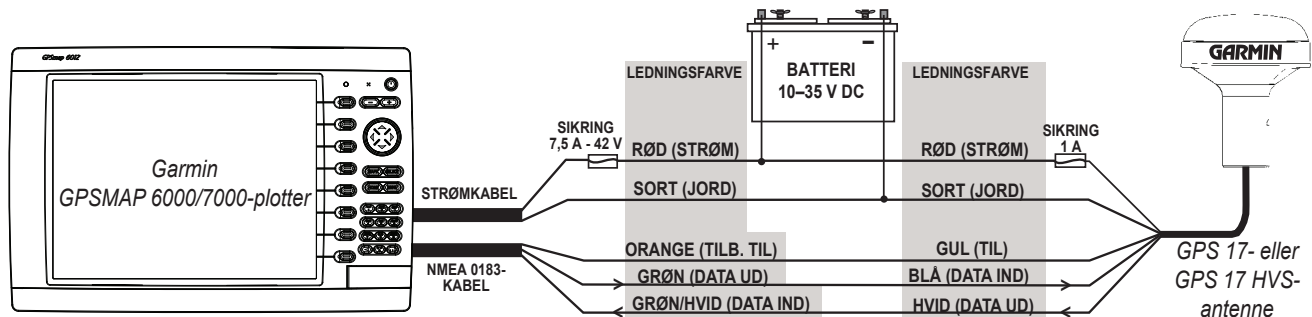 GPSmap 6012
Garmin
GPSMAP 6000/7000-plotter
STRØMKABEL
NMEA 0183-
KABEL
SIKRING
7,5 A - 42 V
LEDNINGSFARVE
RØD (STRØM)
SORT (JORD)
ORANGE (TILB. TIL)
GRØN (DATA UD)
GRØN/HVID (DATA IND)
+
–
BATTERI
10–35 V DC
LEDNINGSFARVE
RØD (STRØM)
SORT (JORD)
GUL (TIL)
BLÅ (DATA IND)
HVID (DATA UD)
SIKRING
1 A
GARMIN
GPS 17- eller
GPS 17 HVS-
antenne